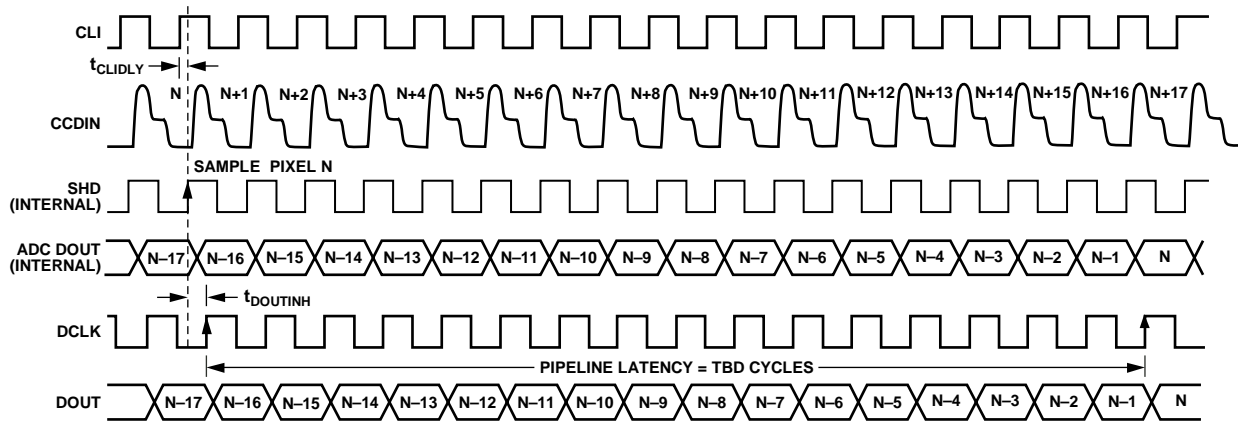 CLI
tCLIDLY
N N+1 N+2 N+3 N+4 N+5 N+6 N+7 N+8 N+9 N+10 N+11 N+12 N+13 N+14 N+15 N+16 N+17
CCDIN
SAMPLE PIXEL N
SHD
(INTERNAL)
ADC DOUT
(INTERNAL)
N–17 N–16 N–15 N–14 N–13 N–12 N–11 N–10 N–9 N–8 N–7 N–6 N–5 N–4 N–3 N–2 N–1 N
tDOUTINH
DCLK
PIPELINE LATENCY = TBD CYCLES
DOUT N–17 N–16 N–15 N–14 N–13 N–12 N–11 N–10 N–9 N–8 N–7 N–6 N–5 N–4 N–3 N–2 N–1 N